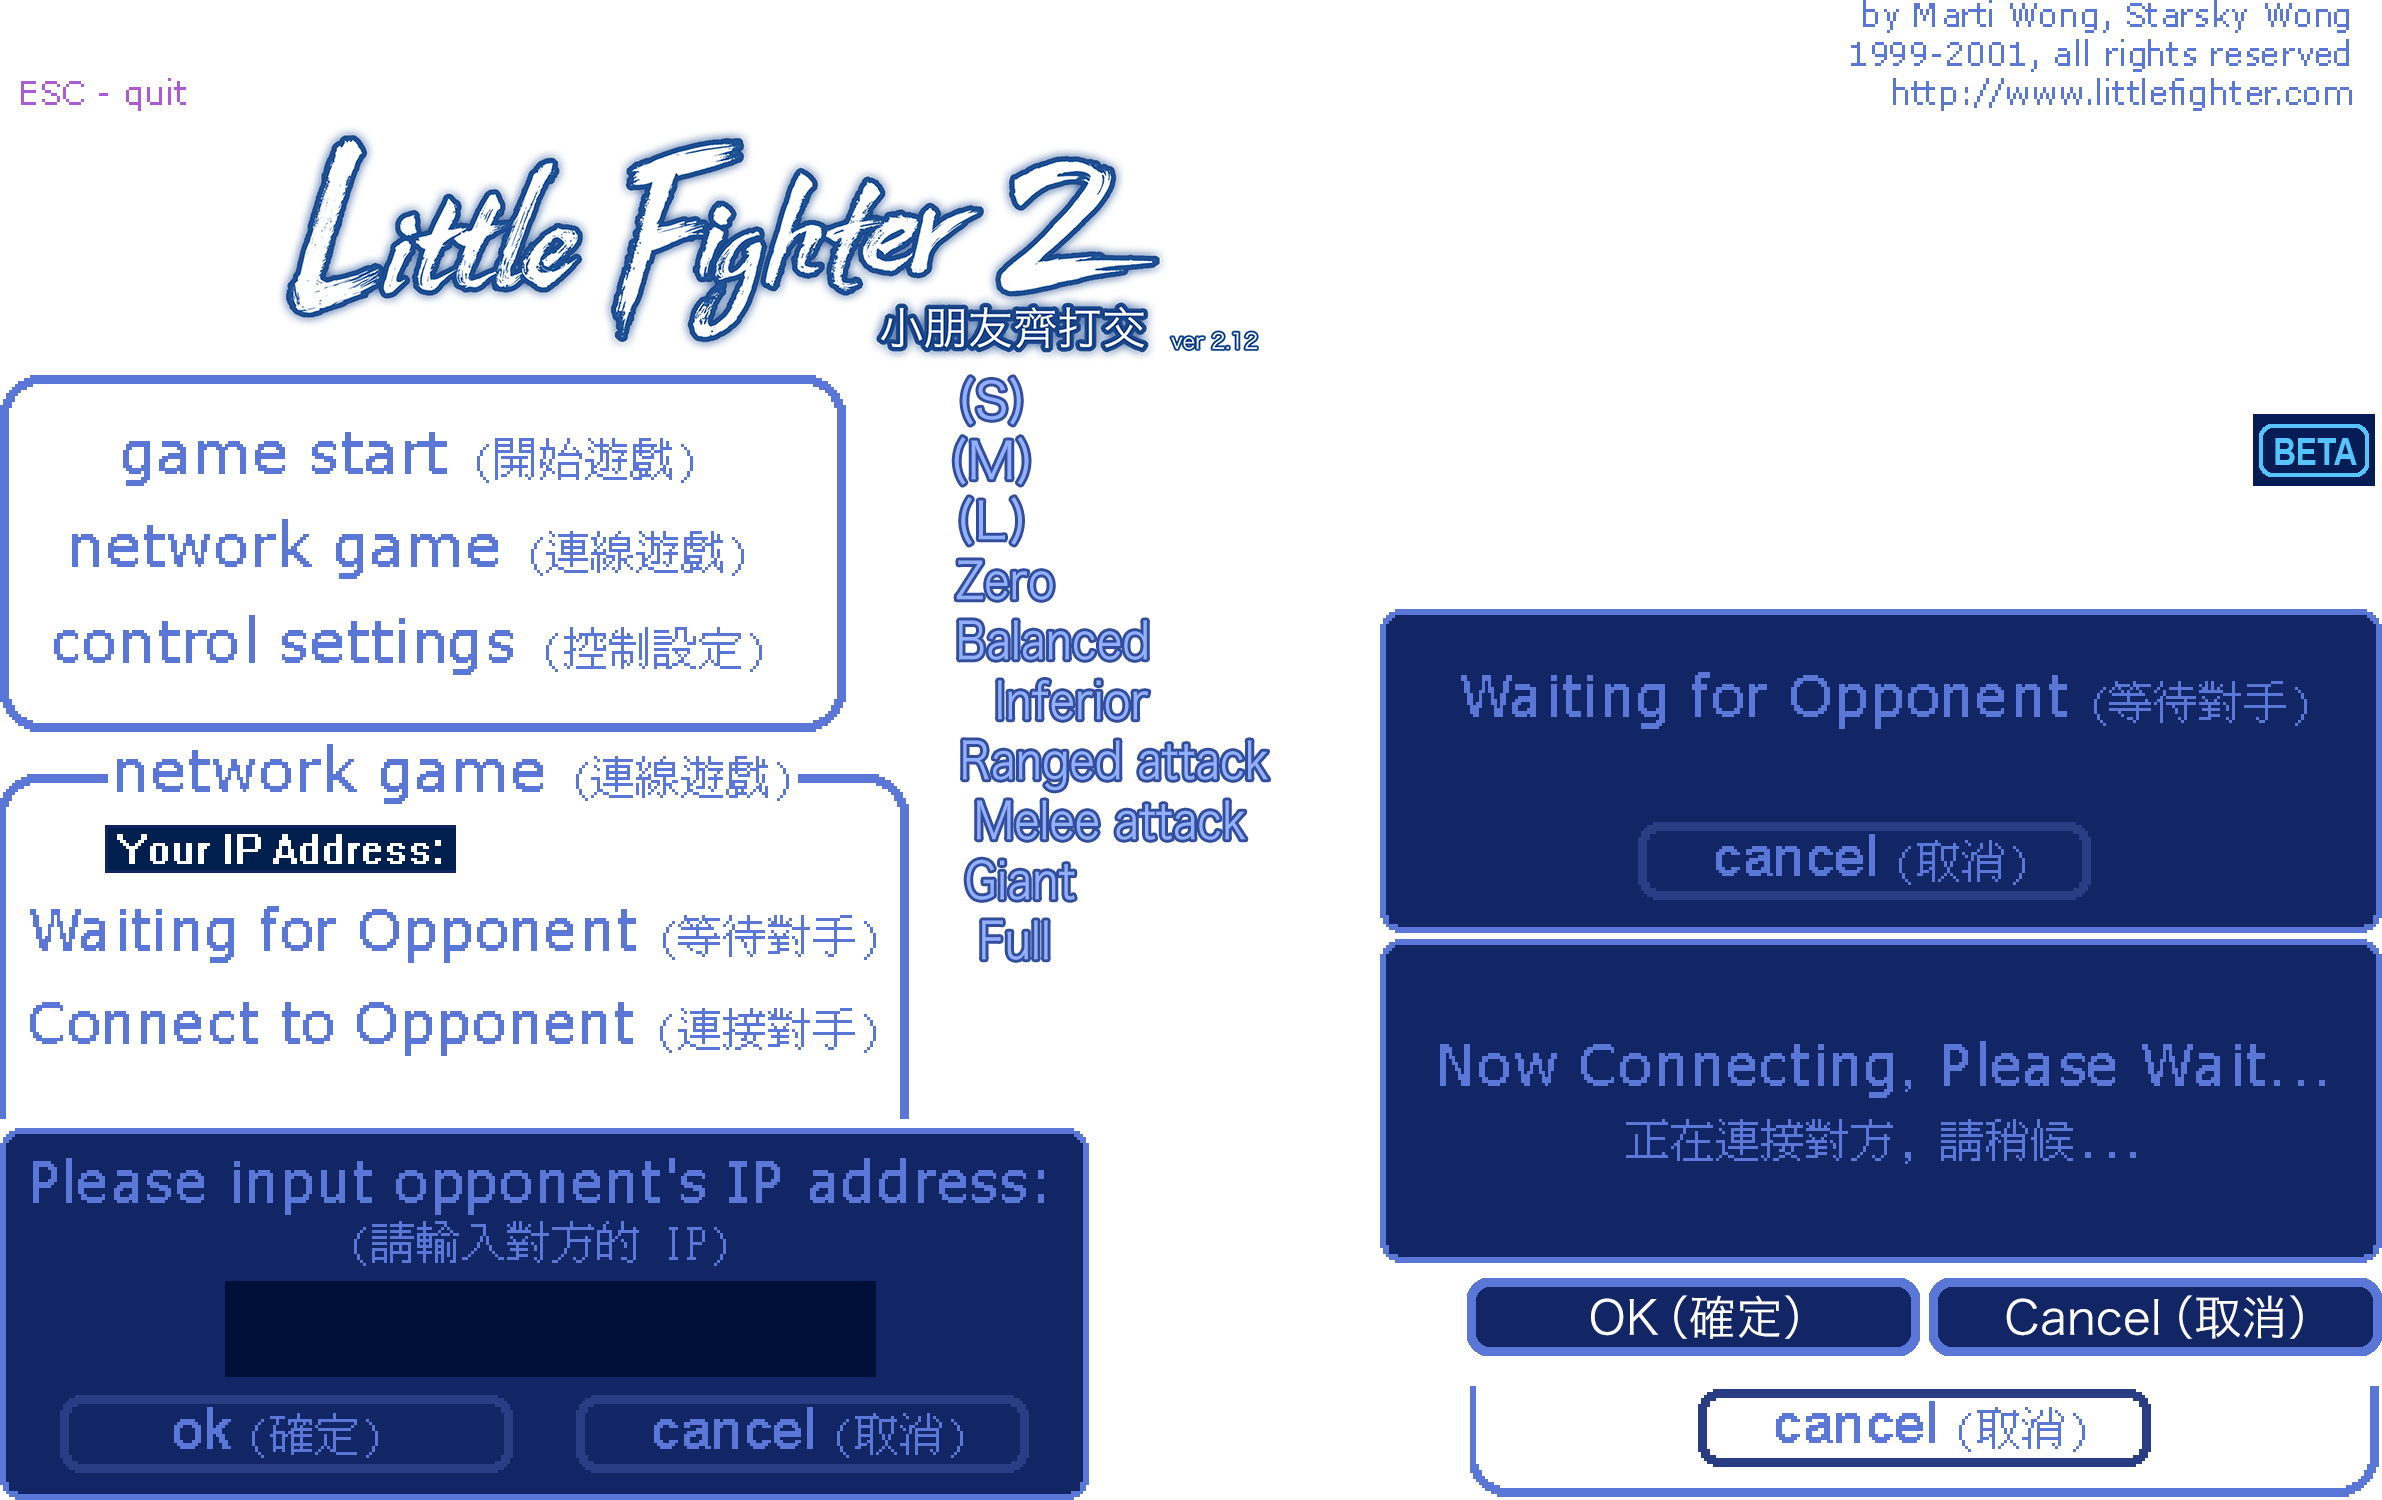 by Marti Wong, Starsky Wong
1999-2001, all rights reserved
http://www.littlefighter.com
ESC - quit
Little Fighter 2
小朋友齊打交 ver 2.12
game start (開始遊戲)
network game (連線遊戲)
control settings (控制設定)
network game (連線遊戲)
Your IP Address:
Waiting for Opponent (等待對手)
Connect to Opponent (連接對手)
Please input opponent's IP address:
(請輸入對方的 IP)
ok (確定)
cancel (取消)
(S)
(M)
(L)
Zero
Balanced
Inferior
Ranged attack
Melee attack
Giant
Full
BETA
Waiting for Opponent (等待對手)
cancel (取消)
Now Connecting, Please Wait...
正在連接對方, 請稍候...
OK (確定)
Cancel (取消)
cancel (取消)